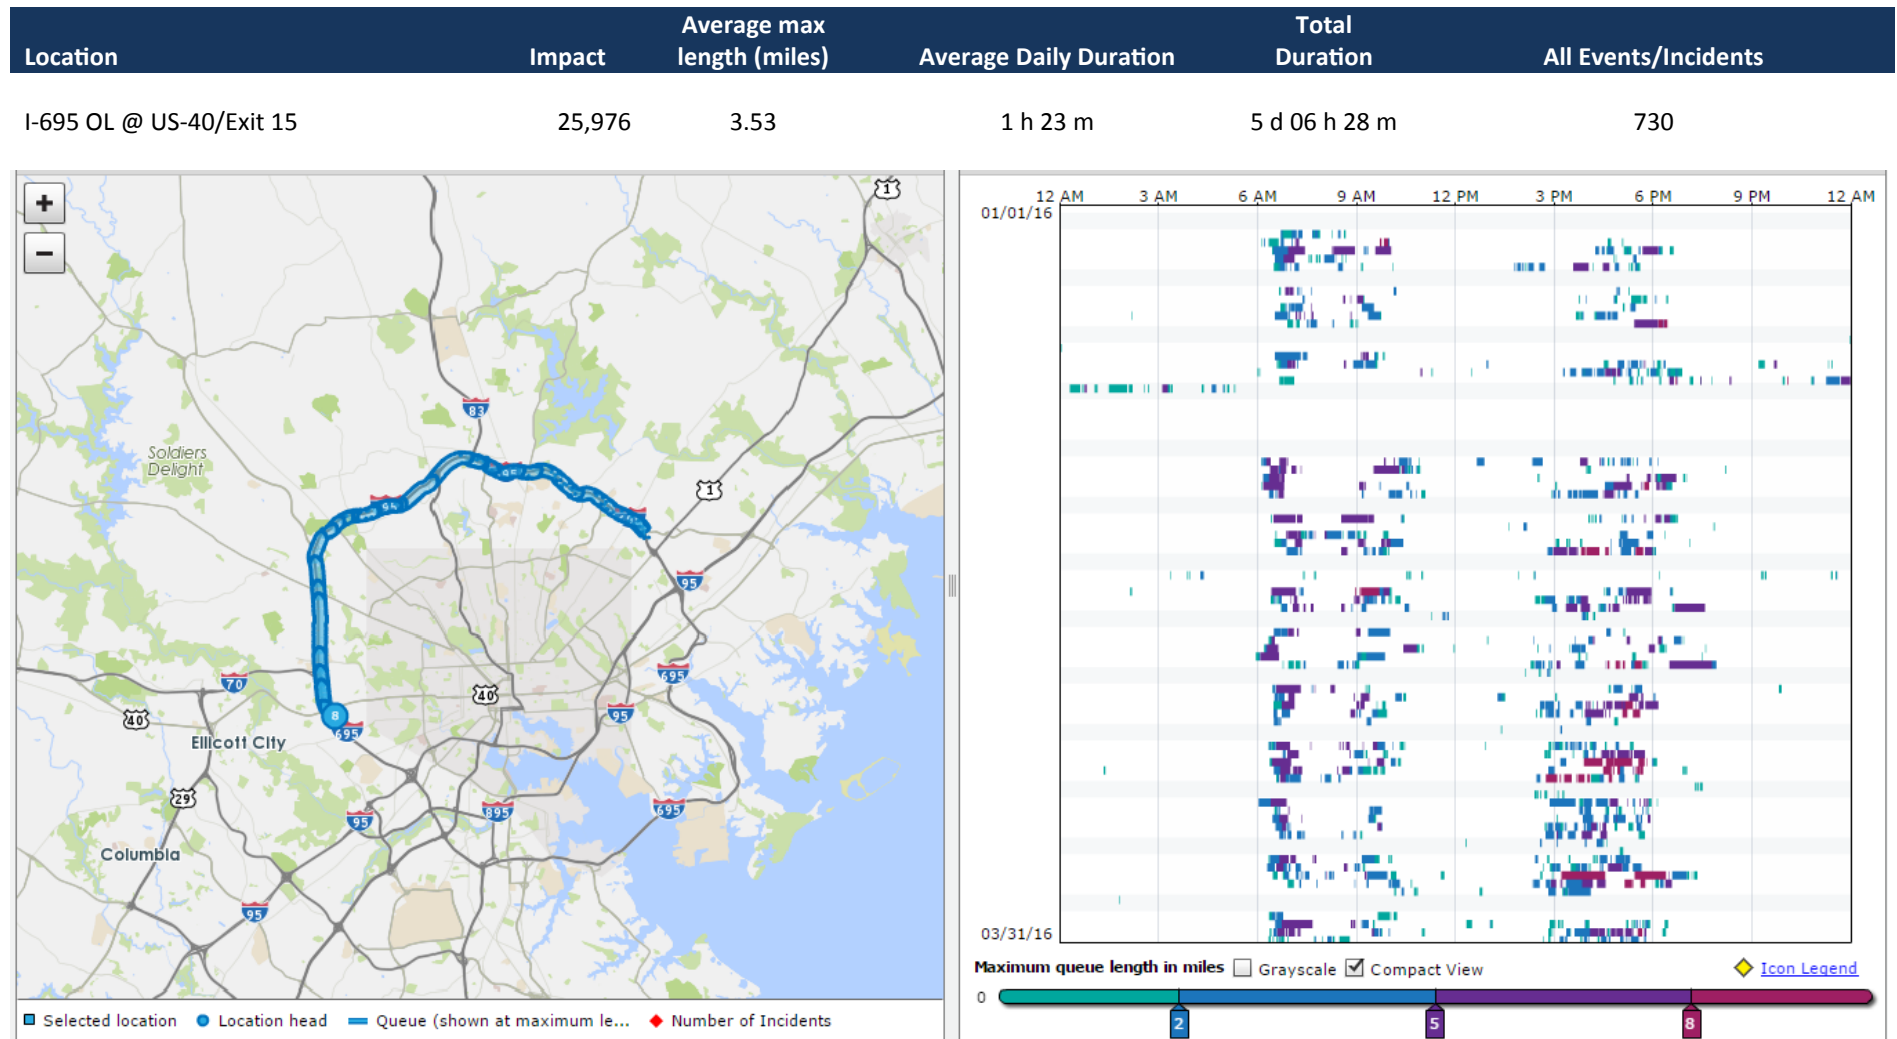 Location
Impact
Average max
length (miles)
Average Daily Duration
Total
Duration
All Events/Incidents
I-695 OL @ US-40/Exit 15
25,976
3.53
1 h 23 m
5 d 06 h 28 m
730
+
−
1
Soldiers
Delight
83
95
95
1
95
695
70
40
40
8
695
95
Ellicott City
29
95
895
695
Columbia
95
12 AM 3 AM 6 AM 9 AM 12 PM 3 PM 6 PM 9 PM 12 AM
01/01/16
03/31/16
Maximum queue length in miles Grayscale Compact View Icon Legend
0
2 5 8
Selected location Location head Queue (shown at maximum le... Number of Incidents